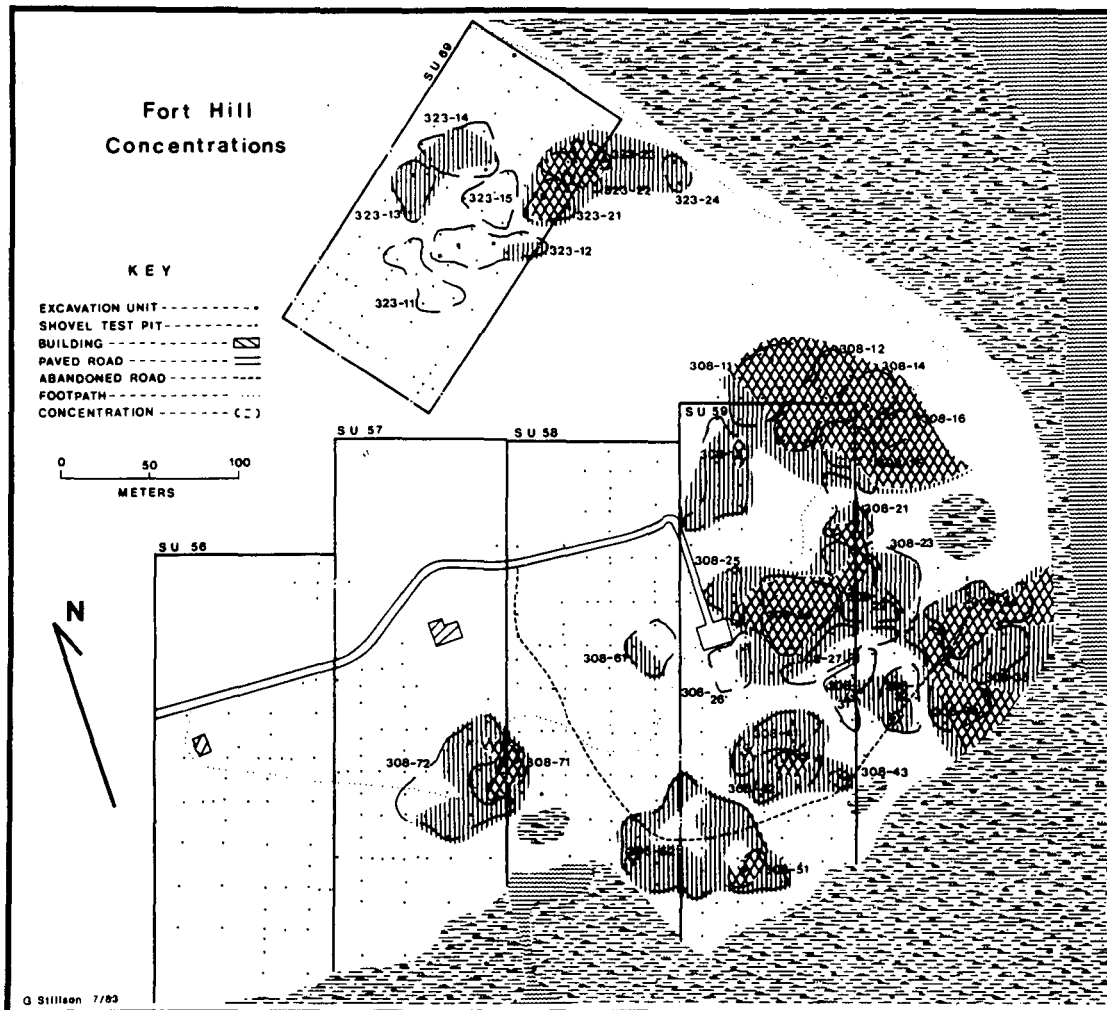 Fort Hill
Concentrations
SU 69
323-14
323-13
323-15
323-22
323-24
323-21
323-12
323-11
KEY
EXCAVATION UNIT
SHOVEL TEST PIT
BUILDING
PAVED ROAD
ABANDONED ROAD
FOOTPATH
CONCENTRATION
0 50 100
METERS
N
308-12
308-11
308-14
SU 59
308-16
SU 57
SU 58
308-21
308-23
SU 56
308-25
308-27
308-61
308-26
308-72
308-71
308-43
308-51
G Stillson 7/83